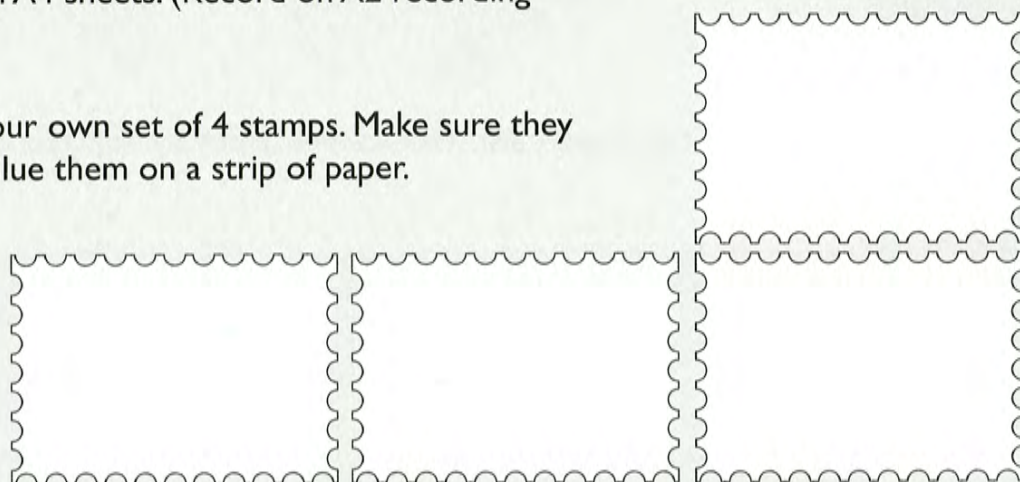 A4 sheets. (Record on A2 recording
our own set of 4 stamps. Make sure they
lue them on a strip of paper.